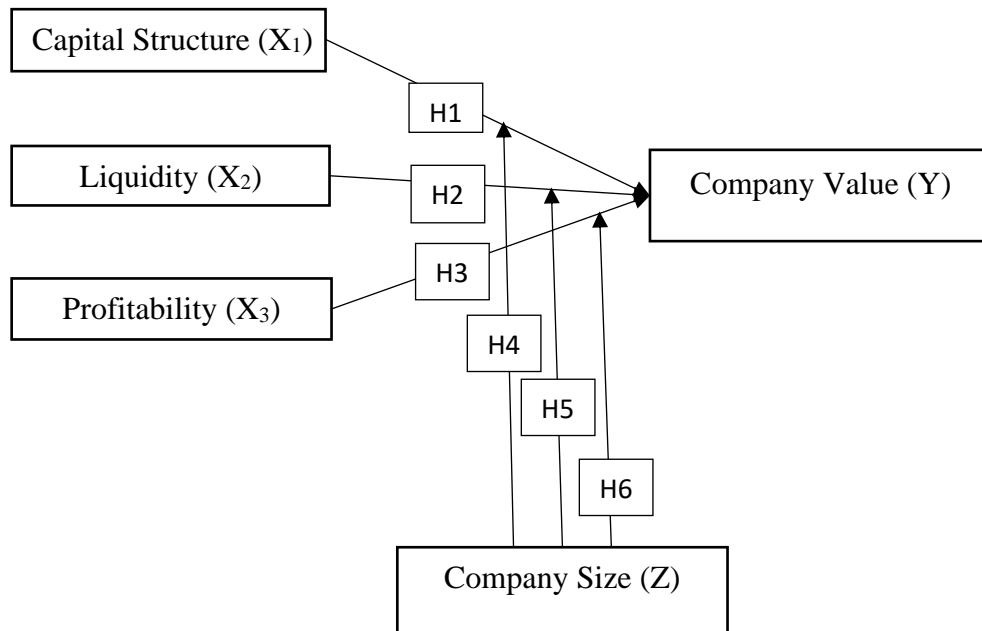 Capital Structure (X₁)
H1
Liquidity (X₂)
H2
Company Value (Y)
Profitability (X₃)
H3
H4
H5
H6
Company Size (Z)